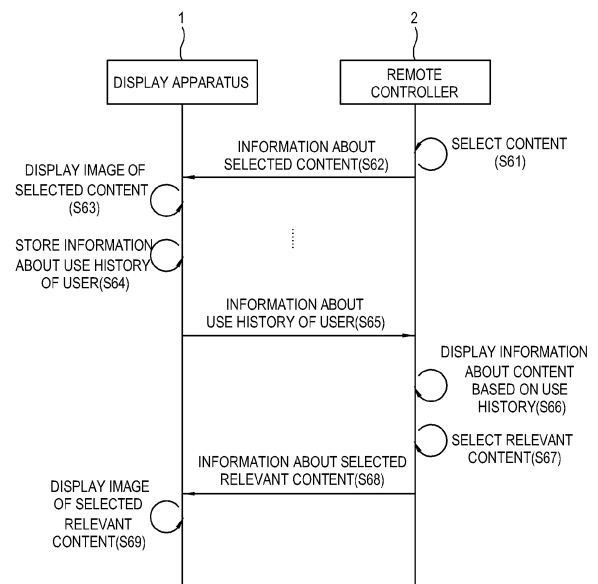 1
2
DISPLAY APPARATUS
REMOTE
CONTROLLER
SELECT CONTENT
(S61)
INFORMATION ABOUT
SELECTED CONTENT(S62)
DISPLAY IMAGE OF
SELECTED CONTENT
(S63)
STORE INFORMATION
ABOUT USE HISTORY
OF USER(S64)
INFORMATION ABOUT
USE HISTORY OF USER(S65)
DISPLAY INFORMATION
ABOUT CONTENT
BASED ON USE
HISTORY(S66)
SELECT RELEVANT
CONTENT(S67)
INFORMATION ABOUT SELECTED
RELEVANT CONTENT(S68)
DISPLAY IMAGE
OF SELECTED
RELEVANT
CONTENT(S69)